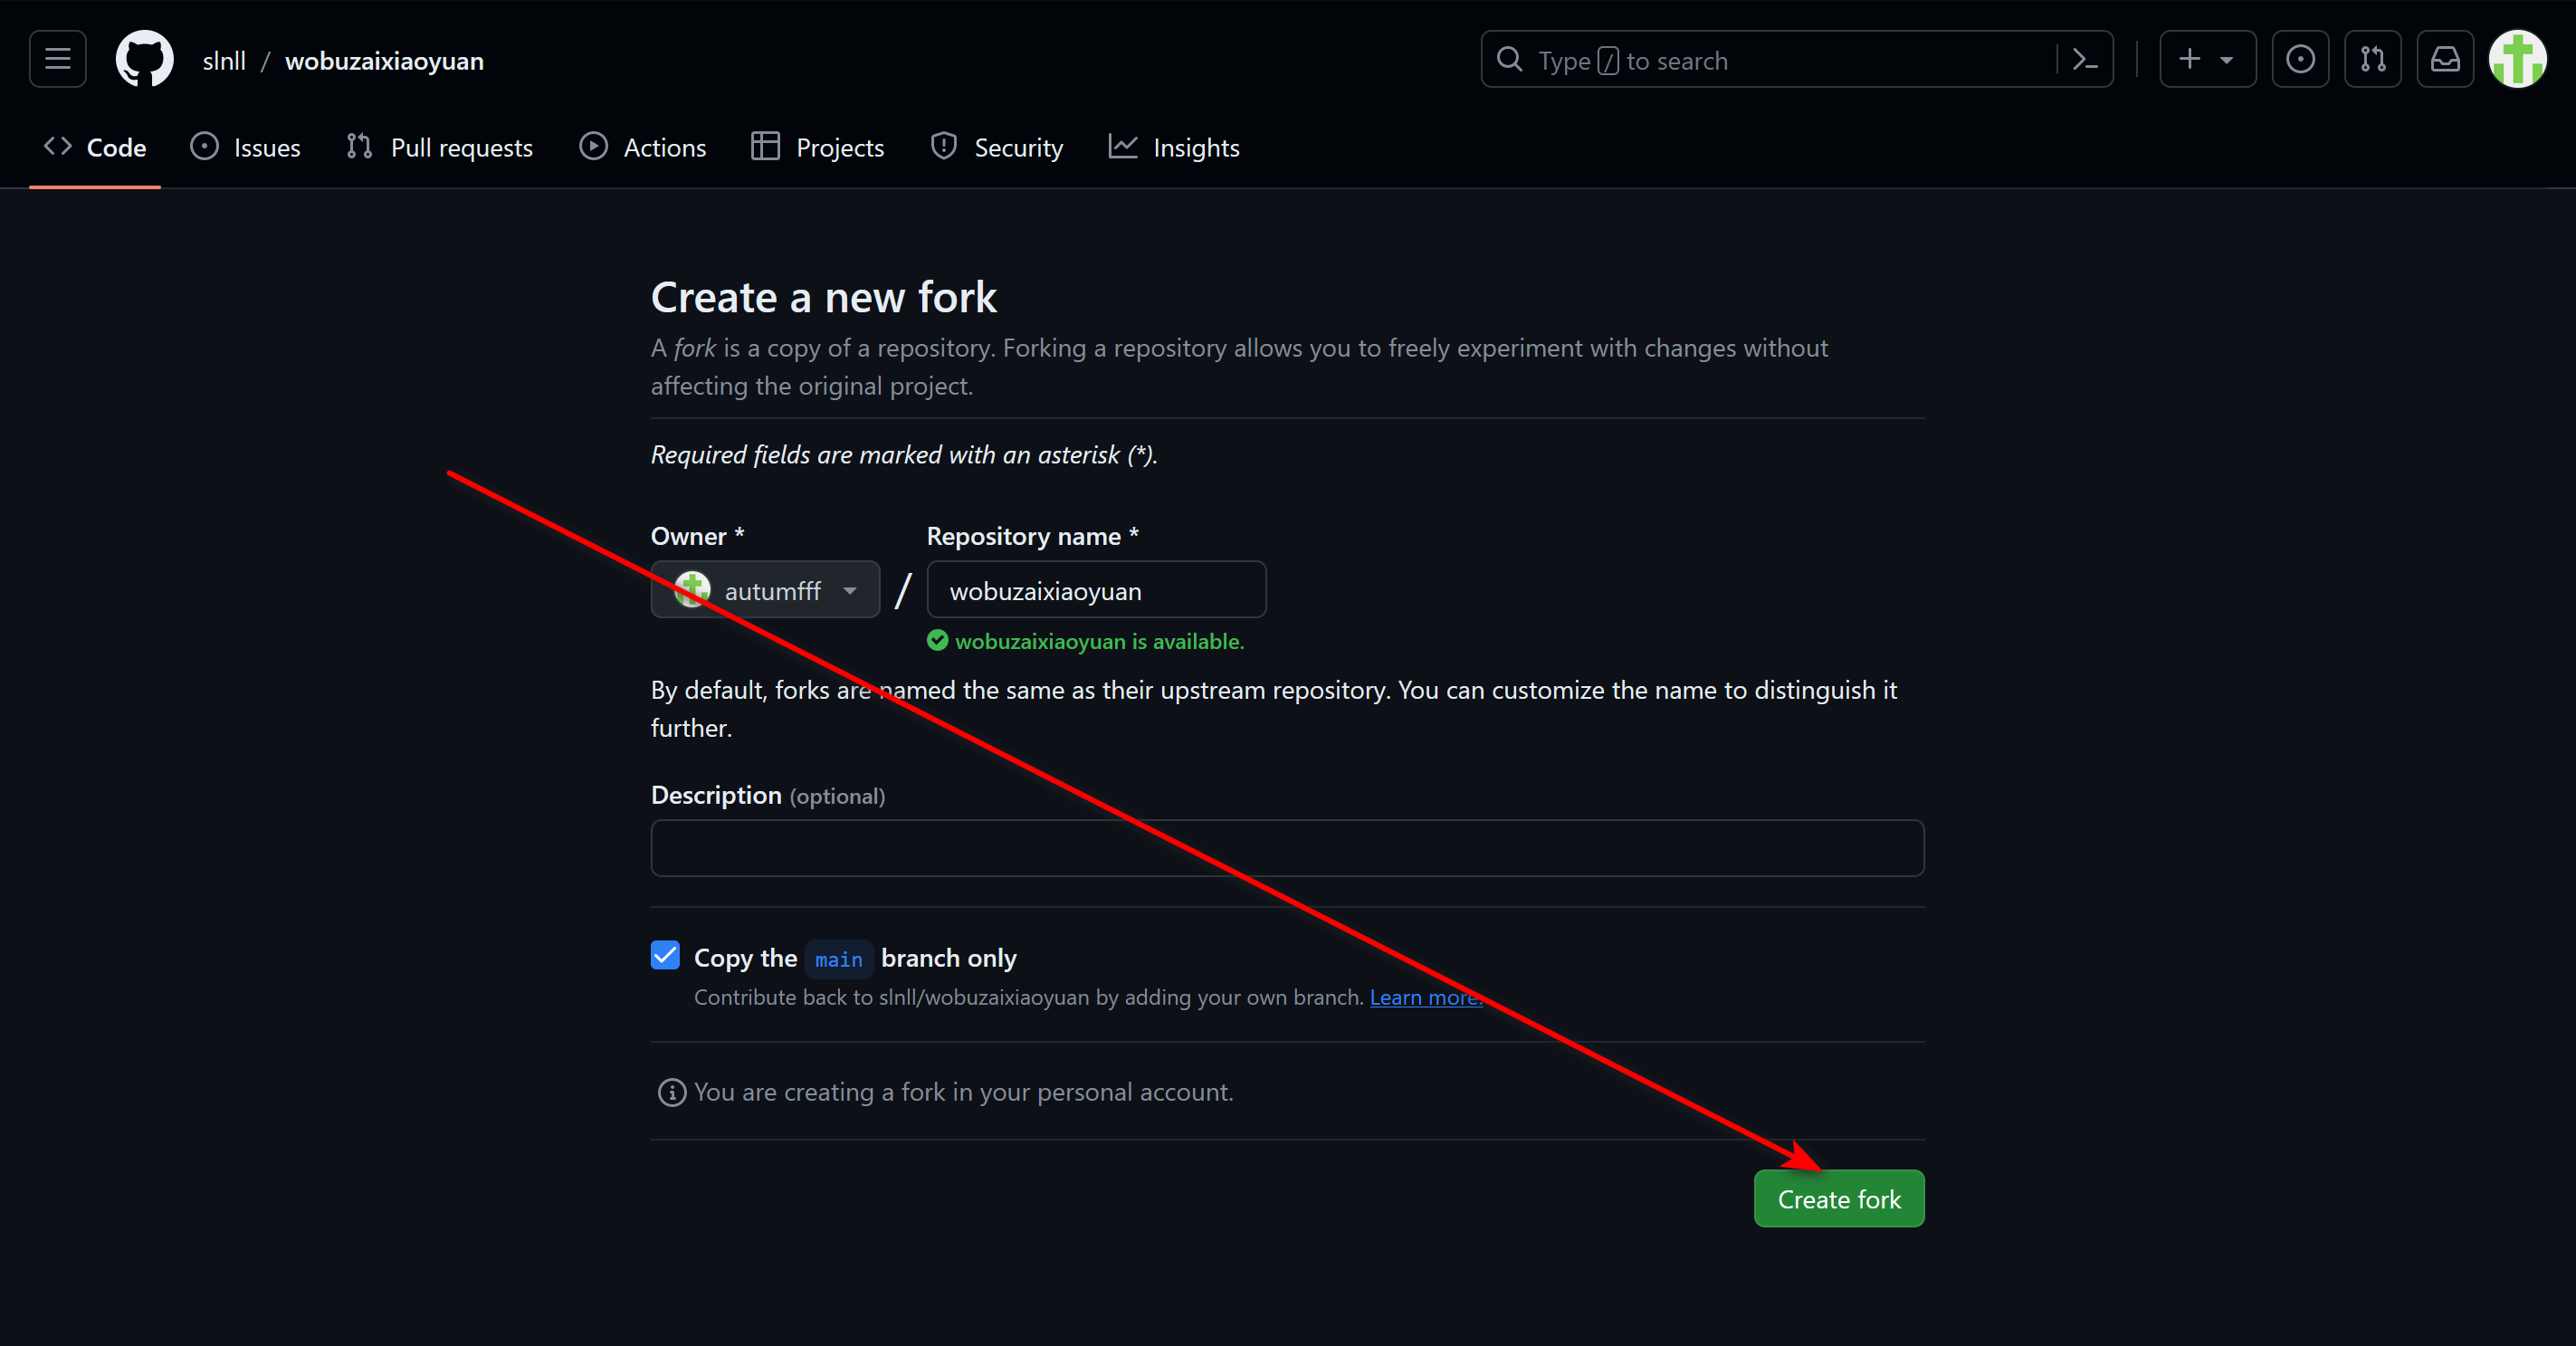 slnll / wobuzaixiaoyuan
Type / to search
Code Issues Pull requests Actions Projects Security Insights
Create a new fork
A fork is a copy of a repository. Forking a repository allows you to freely experiment with changes without
affecting the original project.
Required fields are marked with an asterisk (*).
Owner * Repository name *
autumfff / wobuzaixiaoyuan
wobuzaixiaoyuan is available.
By default, forks are named the same as their upstream repository. You can customize the name to distinguish it
further.
Description (optional)
Copy the main branch only
Contribute back to slnll/wobuzaixiaoyuan by adding your own branch. Learn more.
You are creating a fork in your personal account.
Create fork